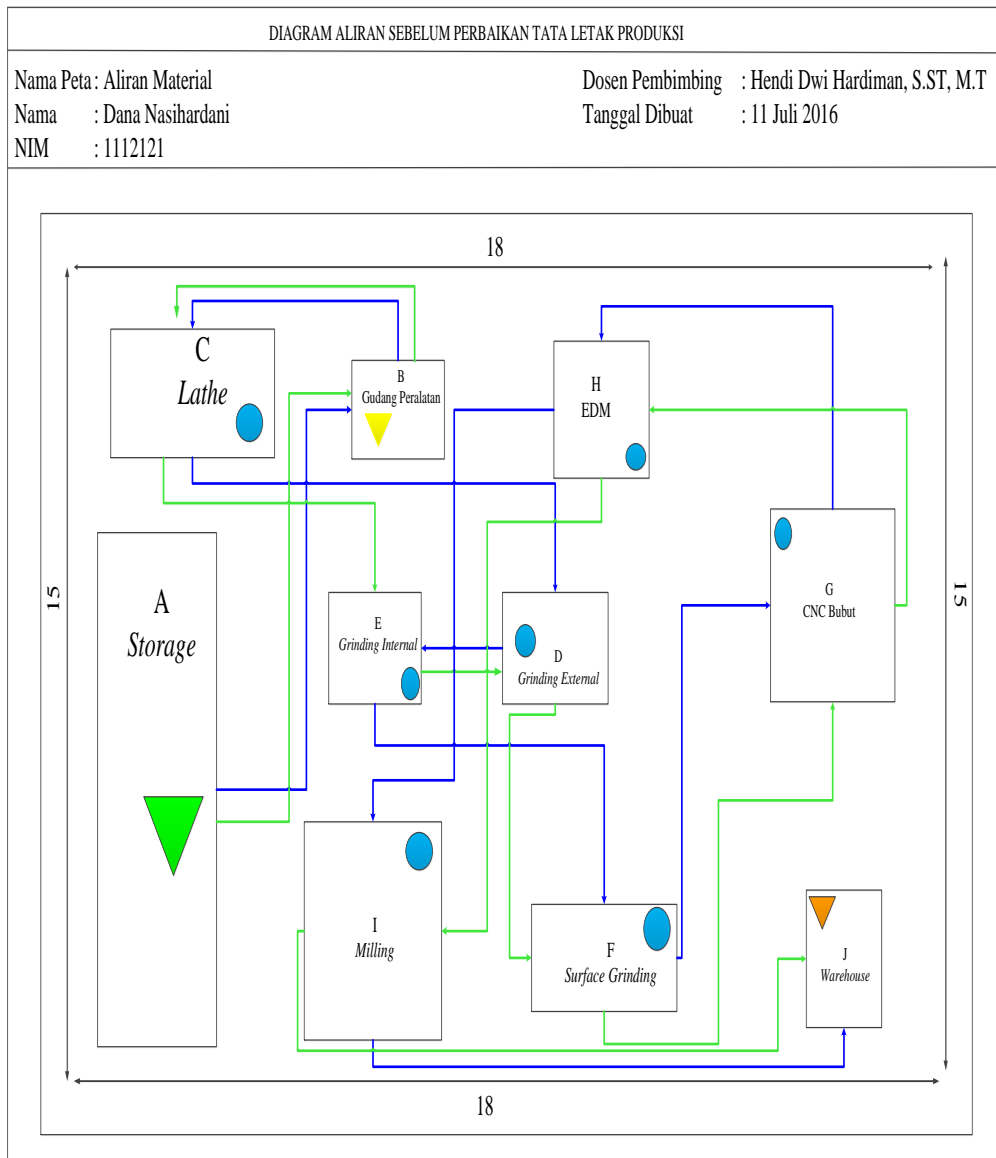 DIAGRAM ALIRAN SEBELUM PERBAIKAN TATA LETAK PRODUKSI
Nama Peta : Aliran Material
Nama : Dana Nasihardani
NIM : 1112121
Dosen Pembimbing : Hendi Dwi Hardiman, S.ST, M.T
Tanggal Dibuat : 11 Juli 2016
18
C
Lathe
B
Gudang Peralatan
H
EDM
G
CNC Bubut
15
15
A
Storage
E
Grinding Internal
D
Grinding External
I
Milling
F
Surface Grinding
J
Warehouse
18